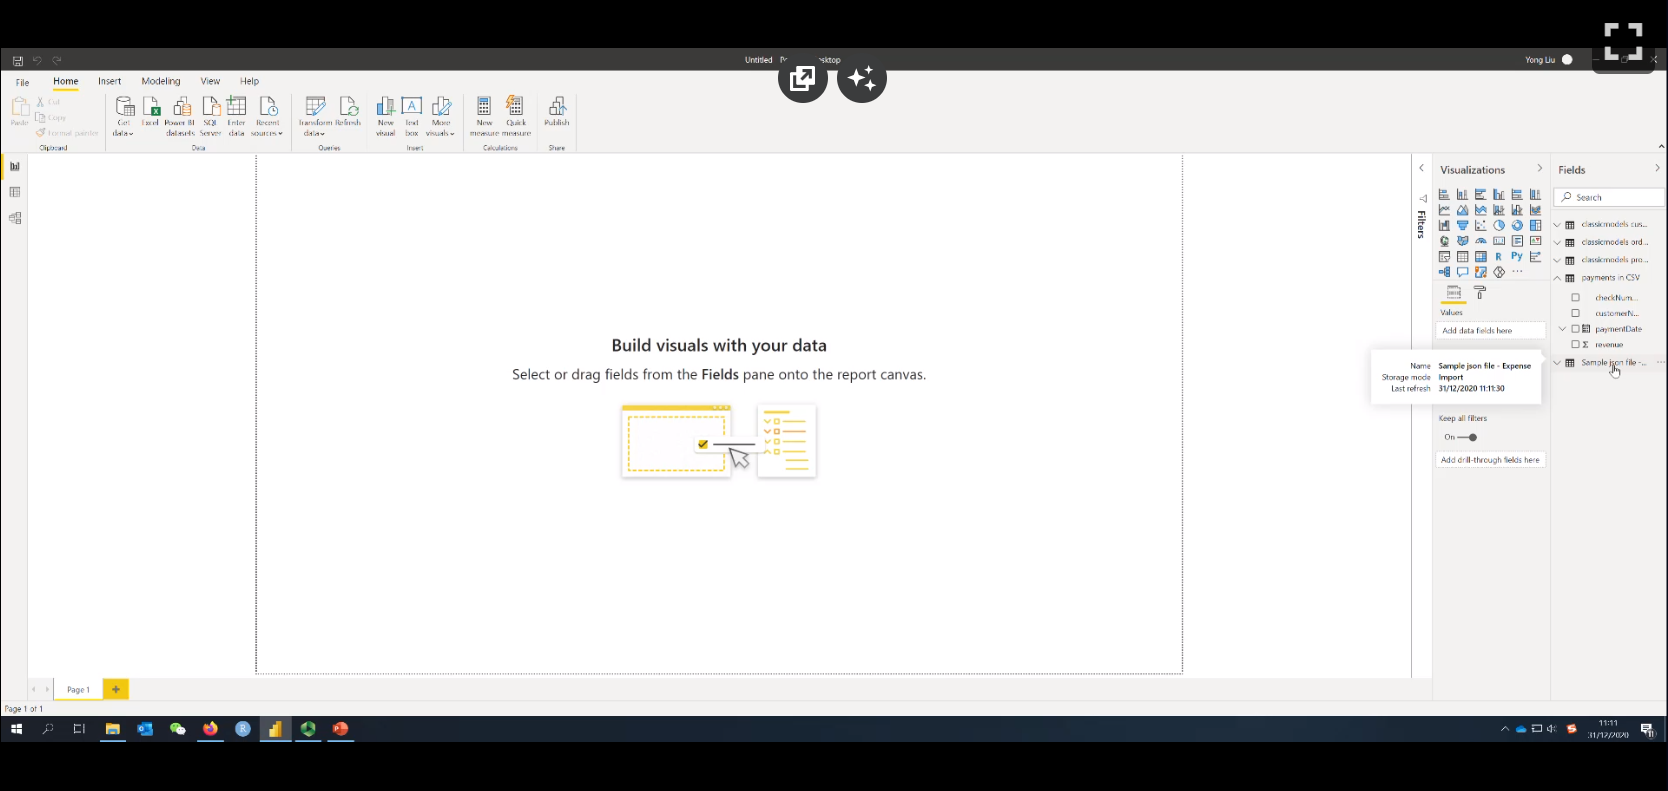 Untitled
Yong Liu
File Home Insert Modeling View Help
Paste
Cut
Copy
Format painter
Clipboard
Get data
Excel
Power BI datasets
SQL Server
Enter data
Recent sources
Data
Transform data
Refresh
Queries
New visual
Text box
More visuals
Insert
New measure
Quick measure
Calculations
Publish
Share
Filters
Visualizations
R
Py
Values
Add data fields here
Name Sample json file - Expense
Storage mode Import
Last refresh 31/12/2020 11:11:30
Keep all filters
On
Add drill-through fields here
Fields
Search
classicmodels cus...
classicmodels ord...
classicmodels pro...
payments in CSV
checkNum...
customerN...
paymentDate
Σ revenue
Sample json file -...
Build visuals with your data
Select or drag fields from the Fields pane onto the report canvas.
Page 1
Page 1 of 1
11:11
31/12/2020